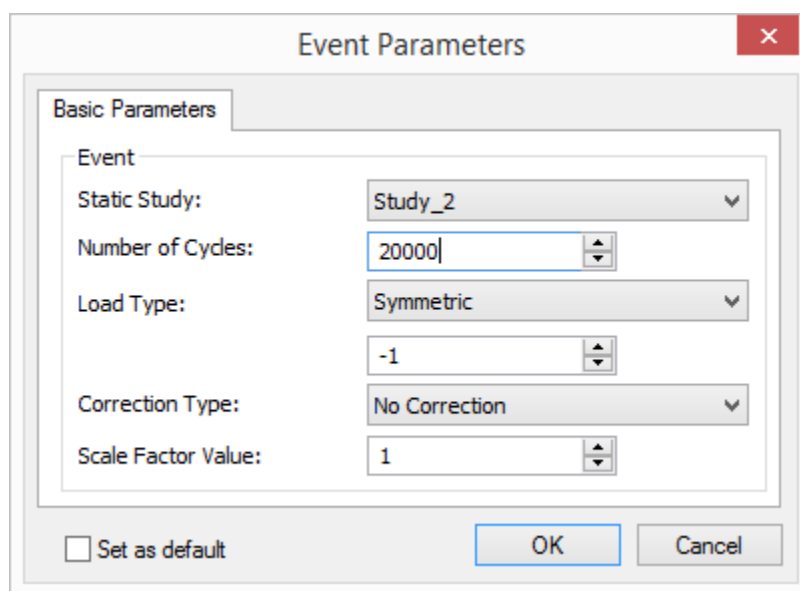 Event Parameters
Basic Parameters
Event
Static Study: Study_2
Number of Cycles: 20000
Load Type: Symmetric
-1
Correction Type: No Correction
Scale Factor Value: 1
Set as default OK Cancel